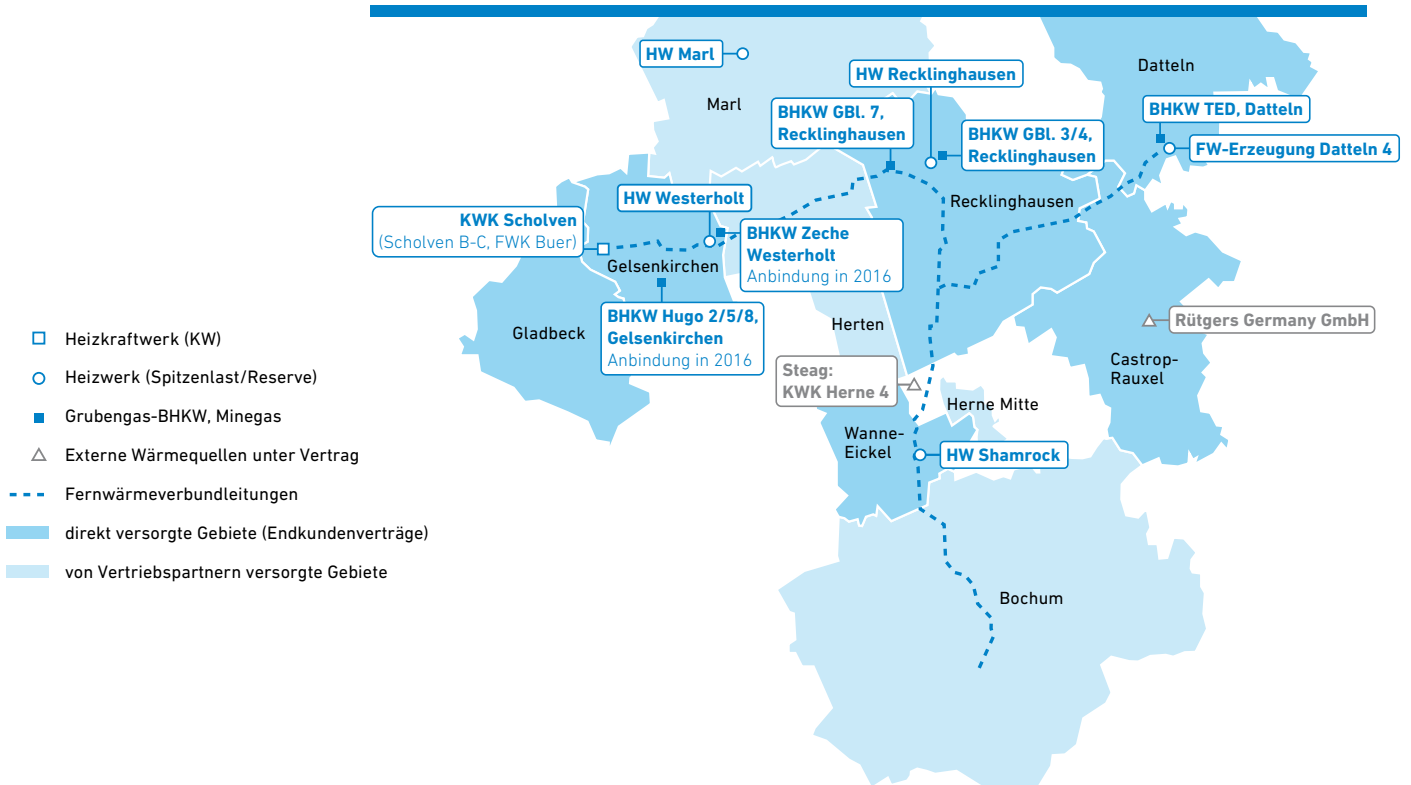 HW Marl
Marl
HW Recklinghausen
Datteln
BHKW GBl. 7,
Recklinghausen
BHKW GBl. 3/4,
Recklinghausen
BHKW TED, Datteln
FW-Erzeugung Datteln 4
HW Westerholt
Recklinghausen
KWK Scholven
(Scholven B-C, FWK Buer)
BHKW Zeche
Westerholt
Anbindung in 2016
Gelsenkirchen
Gladbeck
BHKW Hugo 2/5/8,
Gelsenkirchen
Anbindung in 2016
Herten
Rütgers Germany GmbH
Castrop-
Rauxel
Steag:
KWK Herne 4
Herne Mitte
Wanne-
Eickel
HW Shamrock
Bochum
Heizkraftwerk (KW)
Heizwerk (Spitzenlast/Reserve)
Grubengas-BHKW, Minegas
Externe Wärmequellen unter Vertrag
Fernwärmeverbundleitungen
direkt versorgte Gebiete (Endkundenverträge)
von Vertriebspartnern versorgte Gebiete